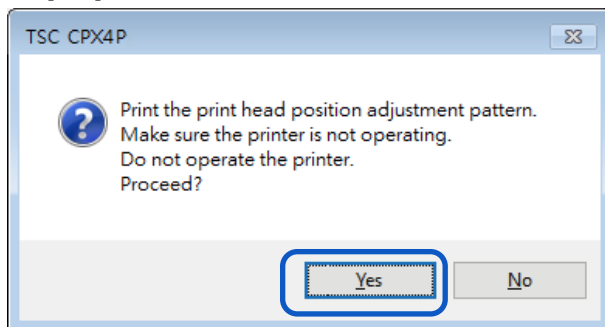 TSC CPX4P
Print the print head position adjustment pattern.
Make sure the printer is not operating.
Do not operate the printer.
Proceed?
Yes
No